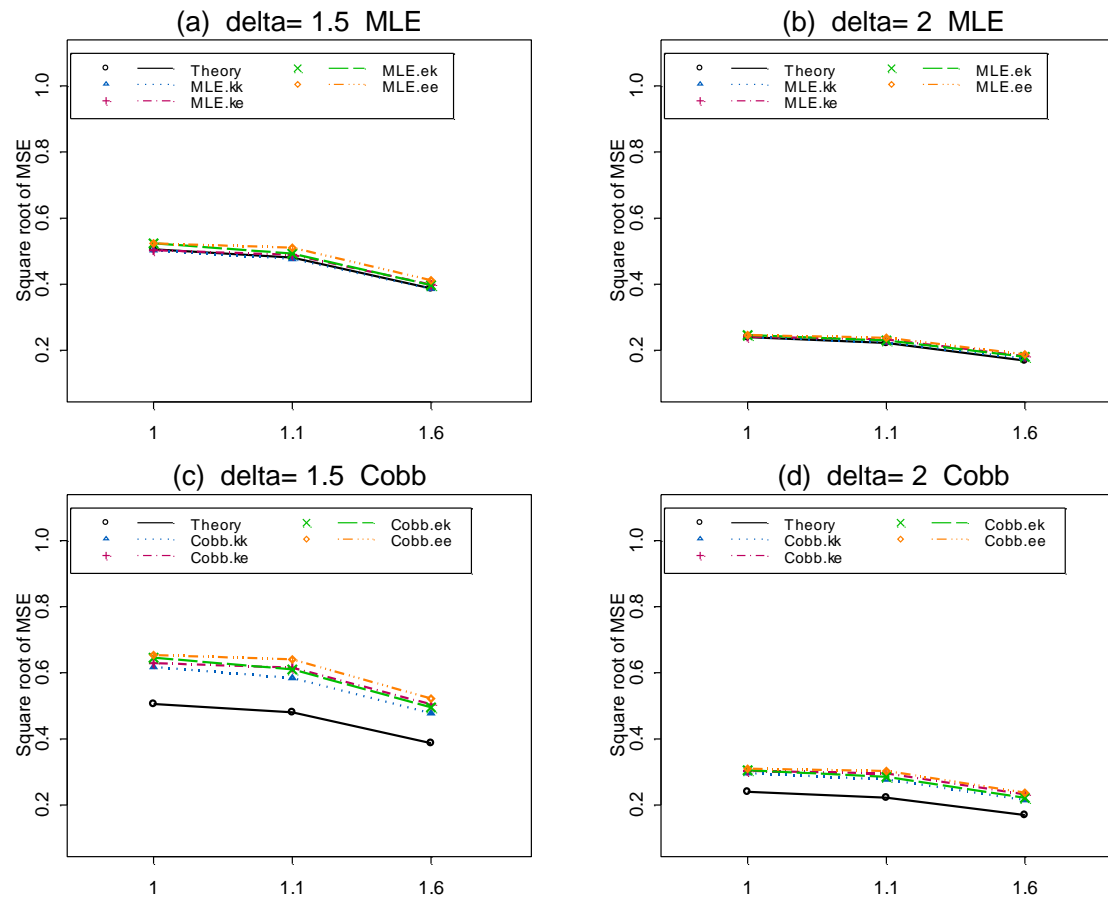 (a) delta= 1.5 MLE
Theory
MLE.kk
MLE.ke
MLE.ek
MLE.ee
Square root of MSE
0.2
0.4
0.6
0.8
1.0
1
1.1
1.6
(b) delta= 2 MLE
Theory
MLE.kk
MLE.ke
MLE.ek
MLE.ee
Square root of MSE
0.2
0.4
0.6
0.8
1.0
1
1.1
1.6
(c) delta= 1.5 Cobb
Theory
Cobb.kk
Cobb.ke
Cobb.ek
Cobb.ee
Square root of MSE
0.2
0.4
0.6
0.8
1.0
1
1.1
1.6
(d) delta= 2 Cobb
Theory
Cobb.kk
Cobb.ke
Cobb.ek
Cobb.ee
Square root of MSE
0.2
0.4
0.6
0.8
1.0
1
1.1
1.6